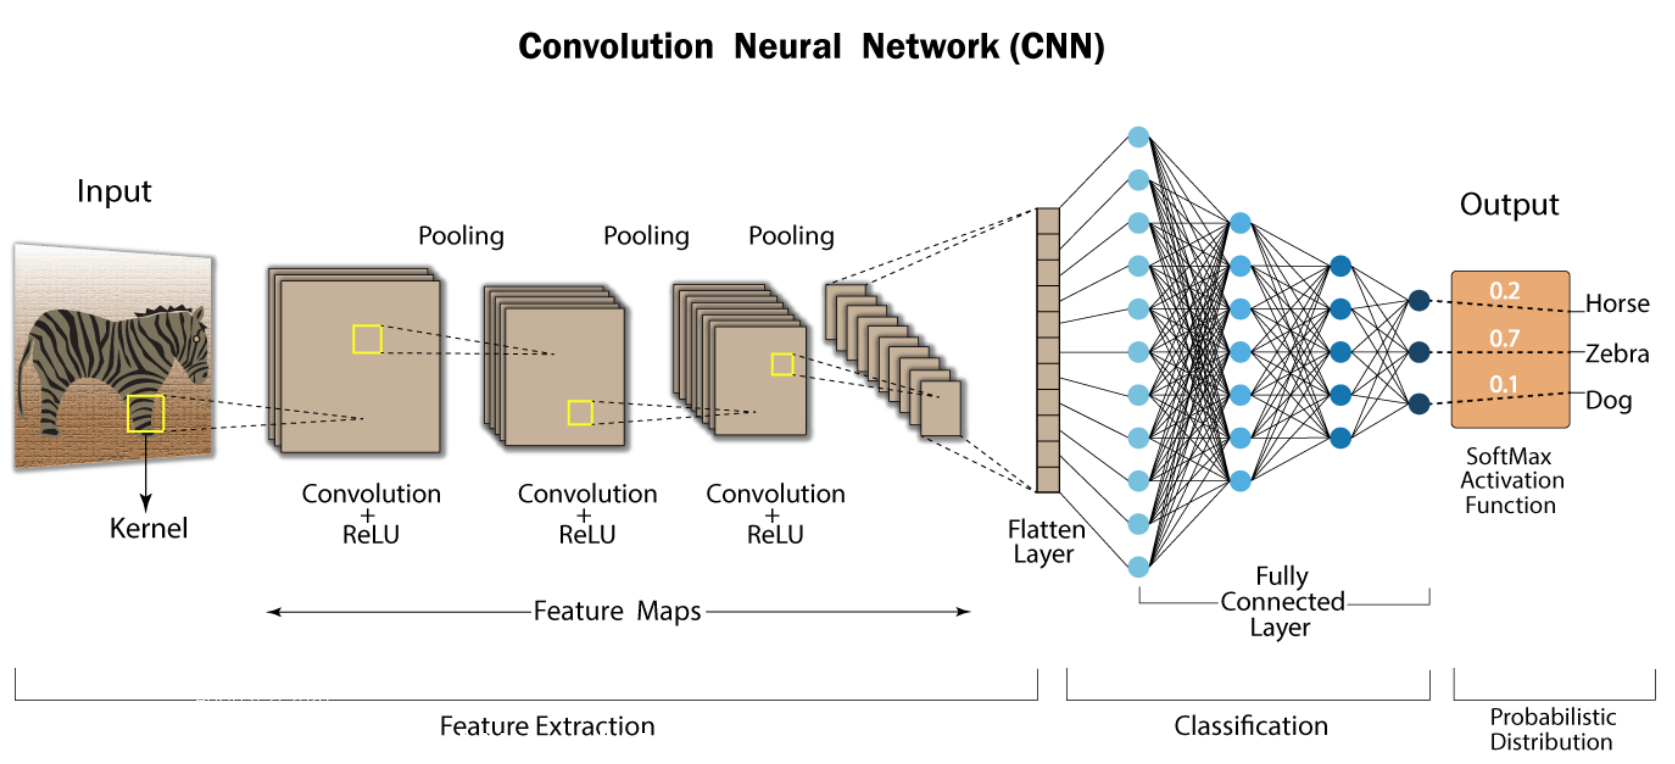 Convolution Neural Network (CNN)
Input
Pooling
Pooling
Pooling
Output
0.2
Horse
0.7
Zebra
0.1
Dog
SoftMax
Activation
Function
Kernel
Convolution
+
ReLU
Convolution
+
ReLU
Convolution
+
ReLU
Flatten
Layer
Feature Maps
Fully
Connected
Layer
Feature Extraction
Classification
Probabilistic
Distribution